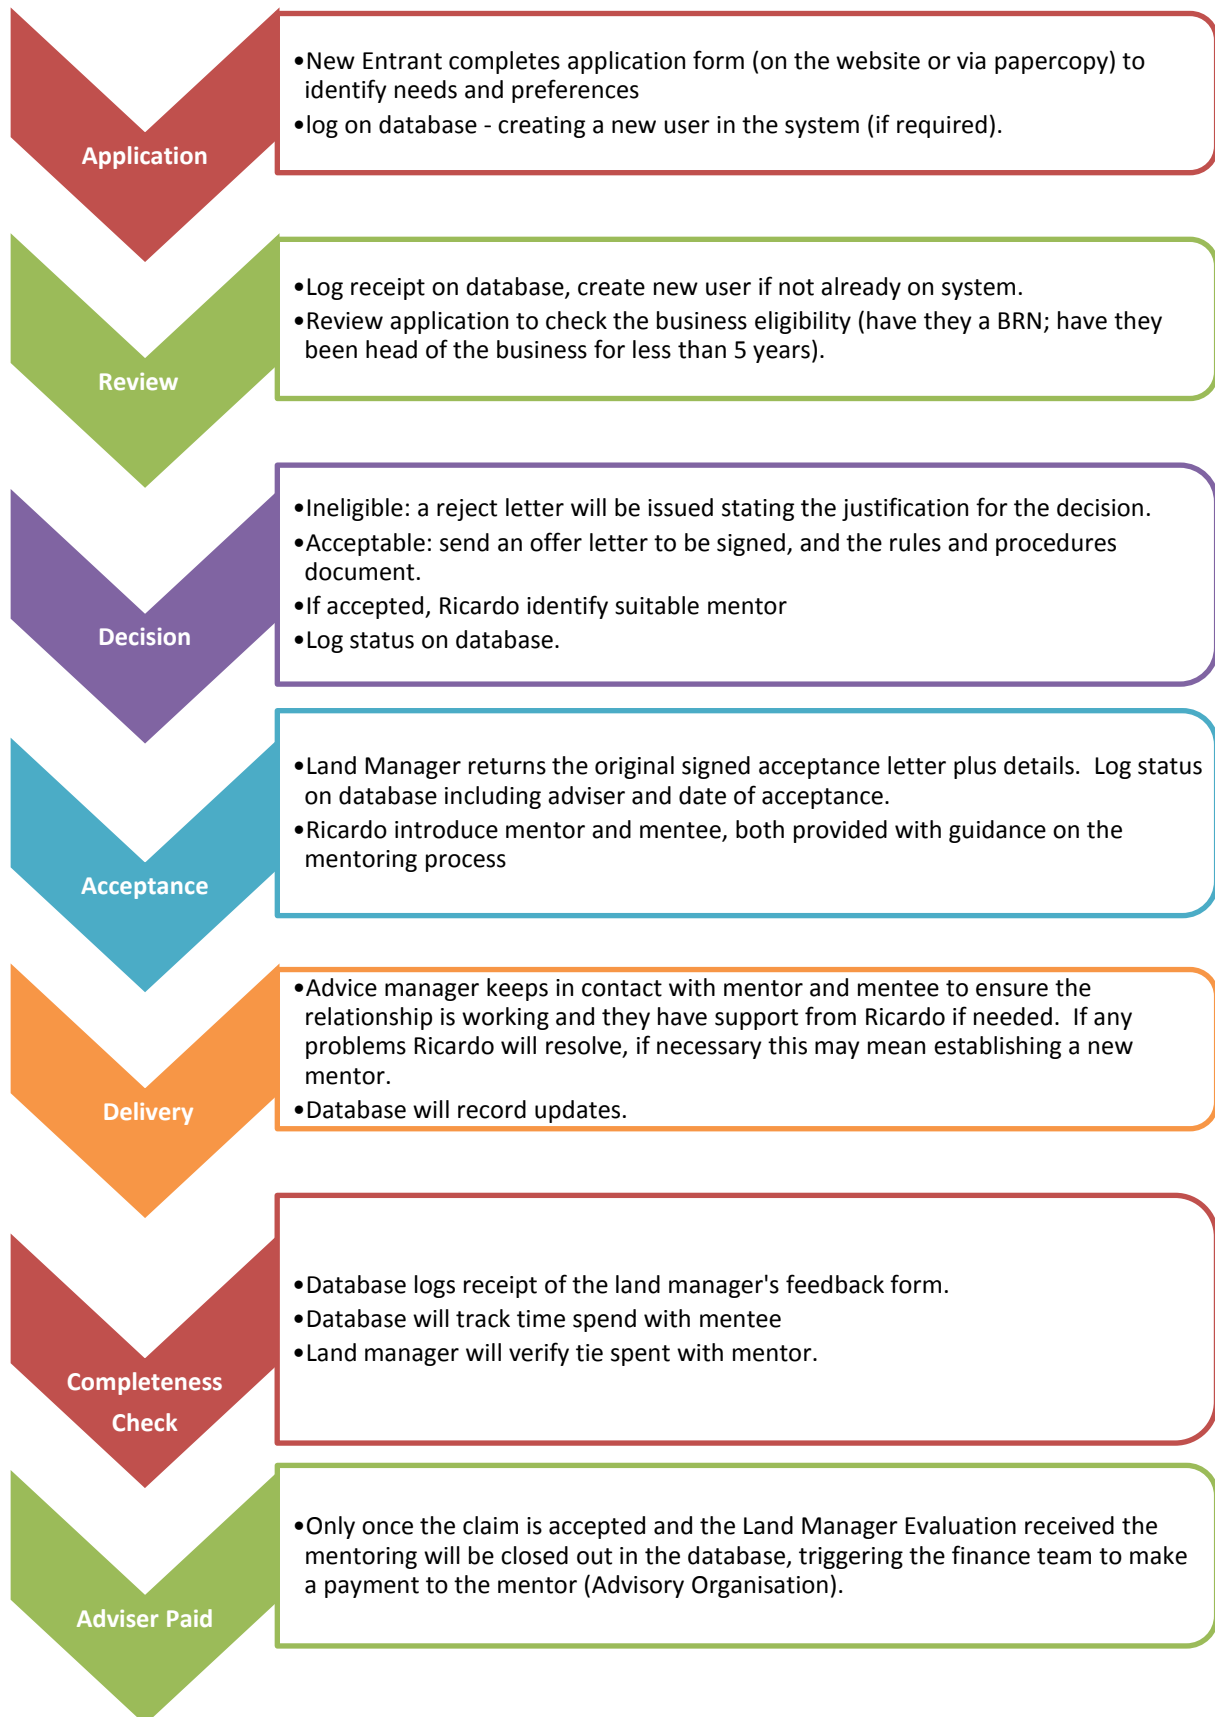 Application
•New Entrant completes application form (on the website or via papercopy) to
identify needs and preferences
•log on database - creating a new user in the system (if required).
Review
•Log receipt on database, create new user if not already on system.
•Review application to check the business eligibility (have they a BRN; have they
been head of the business for less than 5 years).
Decision
•Ineligible: a reject letter will be issued stating the justification for the decision.
•Acceptable: send an offer letter to be signed, and the rules and procedures
document.
•If accepted, Ricardo identify suitable mentor
•Log status on database.
Acceptance
•Land Manager returns the original signed acceptance letter plus details.  Log status
on database including adviser and date of acceptance.
•Ricardo introduce mentor and mentee, both provided with guidance on the
mentoring process
Delivery
•Advice manager keeps in contact with mentor and mentee to ensure the
relationship is working and they have support from Ricardo if needed.  If any
problems Ricardo will resolve, if necessary this may mean establishing a new
mentor.
•Database will record updates.
Completeness
Check
•Database logs receipt of the land manager's feedback form.
•Database will track time spend with mentee
•Land manager will verify tie spent with mentor.
Adviser Paid
•Only once the claim is accepted and the Land Manager Evaluation received the
mentoring will be closed out in the database, triggering the finance team to make
a payment to the mentor (Advisory Organisation).